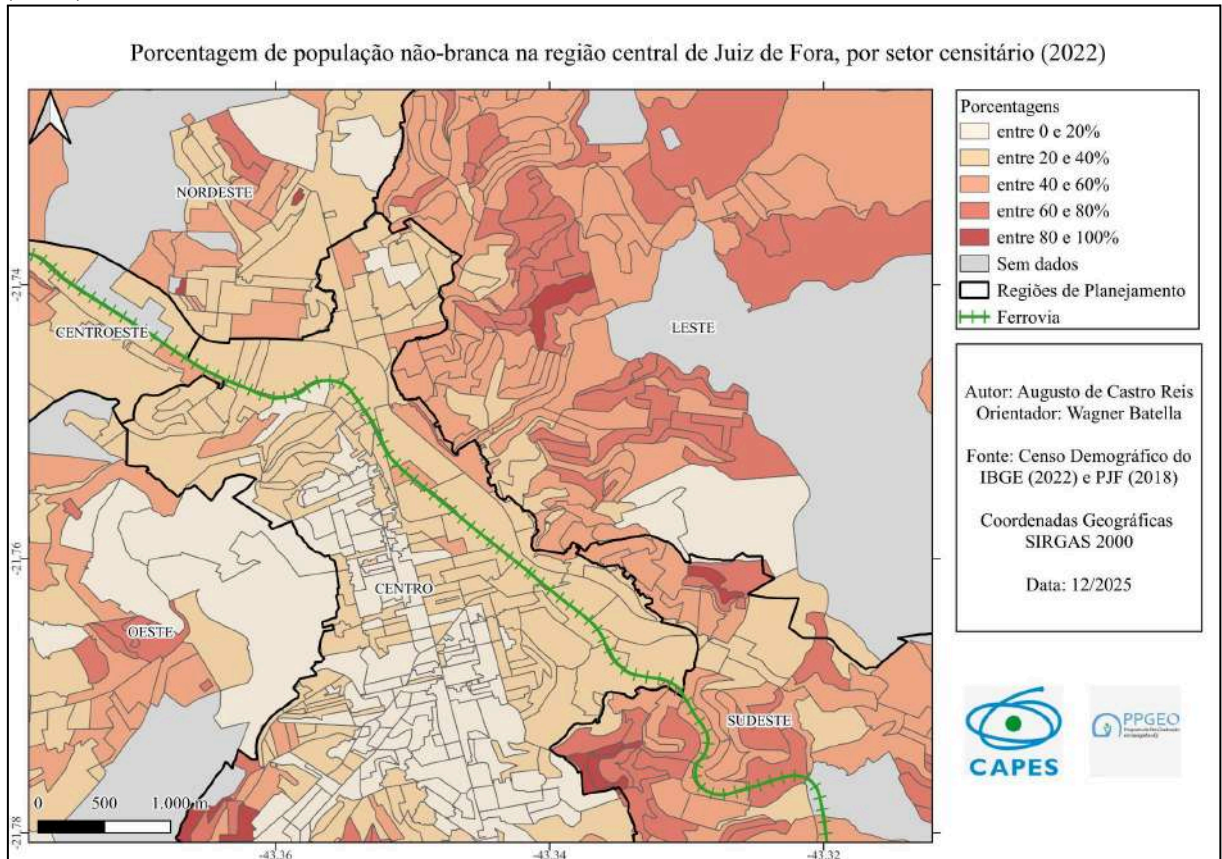 Porcentagem de população não-branca na região central de Juiz de Fora, por setor censitário (2022)
Porcentagens
entre 0 e 20%
entre 20 e 40%
entre 40 e 60%
entre 60 e 80%
entre 80 e 100%
Sem dados
Regiões de Planejamento
Ferrovia
NORDESTE
CENTROESTE
LESTE
CENTRO
OESTE
SUDESTE
-21,74
-21,76
-21,78
0 500 1.000 m
-43,36 -43,34 -43,32
Autor: Augusto de Castro Reis
Orientador: Wagner Batella
Fonte: Censo Demográfico do
IBGE (2022) e PJF (2018)
Coordenadas Geográficas
SIRGAS 2000
Data: 12/2025
CAPES
PPGEO